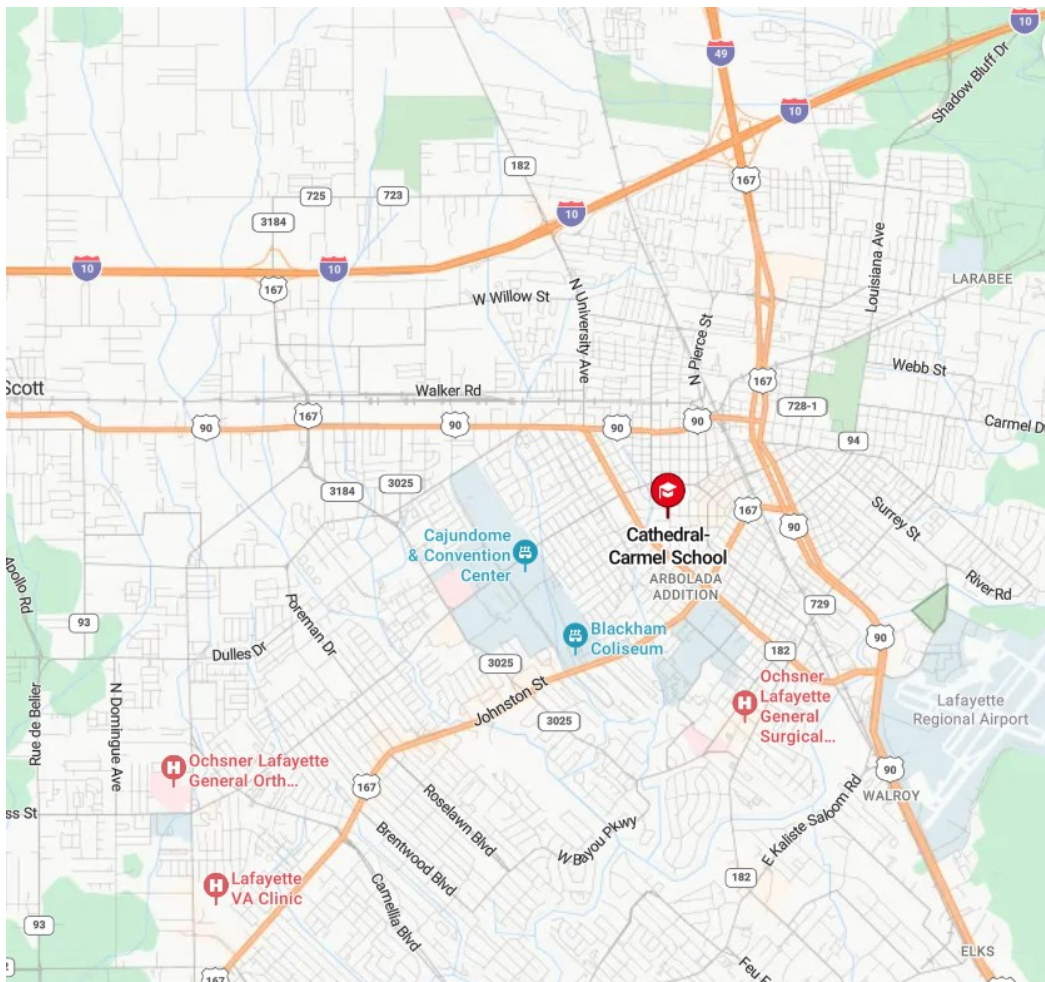 10
49
Shadow Bluff Dr
10
182
167
725
723
3184
10
10
10
167
Louisiana Ave
LARABEE
W Willow St
N University Ave
N Pierce St
Webb St
Scott
Walker Rd
167
167
728-1
90
90
90
90
94
Carmel D
3025
3184
167
90
Surrey St
Cathedral-
Carmel School
Cajundome
& Convention
Center
ARBOLADA
ADDITION
Apollo Rd
River Rd
Foreman Dr
729
93
90
Blackham
Coliseum
Dulles Dr
182
3025
Ochsner
Lafayette
General
Surgical...
Johnston St
3025
N Domingue Ave
Rue de Belier
Lafayette
Regional Airport
Ochsner Lafayette
General Orth...
90
WALROY
167
ss St
Roselawn Blvd
E Kaliste Saloom Rd
W Bayou Pkwy
Brentwood Blvd
182
Lafayette
VA Clinic
Camellia Blvd
93
ELKS
Feu F
167
90